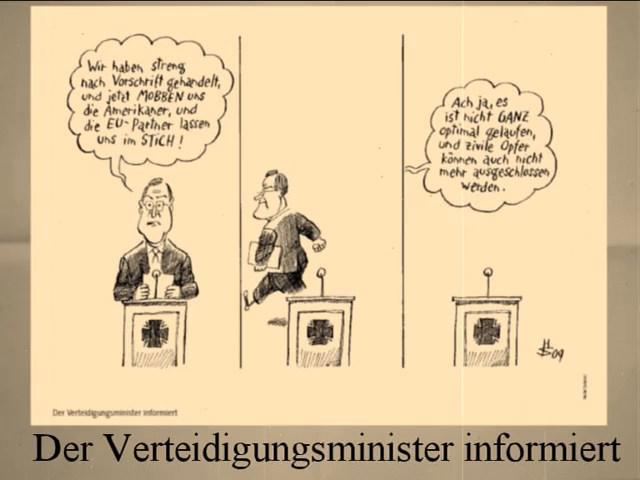 Wir haben streng
nach Vorschrift gehandelt,
und jetzt MOBBEN uns
die Amerikaner, und
die EU-Partner lassen
uns im STiCH!
Ach ja, es
ist nicht GANZ
optimal gelaufen,
und zivile Opfer
können auch nicht
mehr ausgeschlossen
werden.
09
Der Verteidigungsminister informiert
Der Verteidigungsminister informiert